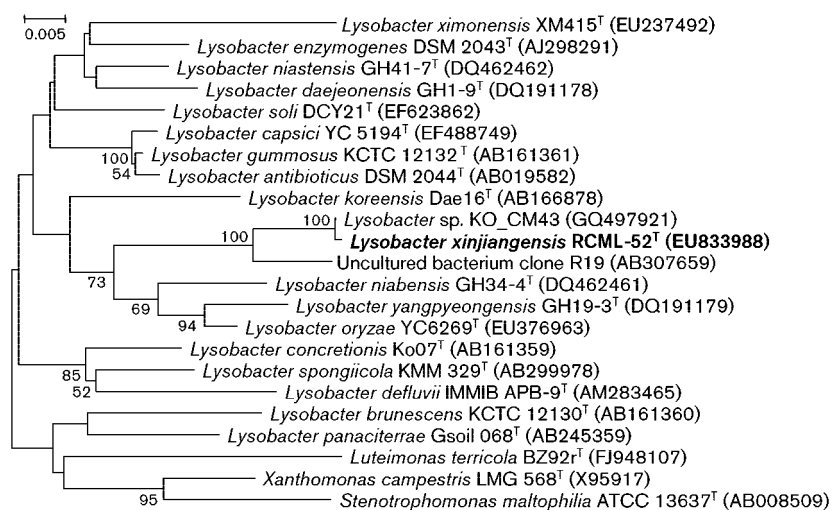 Lysobacter ximonensis XM415ᵀ (EU237492)
0.005
Lysobacter enzymogenes DSM 2043ᵀ (AJ298291)
Lysobacter niastensis GH41-7ᵀ (DQ462462)
Lysobacter daejeonensis GH1-9ᵀ (DQ191178)
Lysobacter soli DCY21ᵀ (EF623862)
Lysobacter capsici YC 5194ᵀ (EF488749)
100 Lysobacter gummosus KCTC 12132ᵀ (AB161361)
54 Lysobacter antibioticus DSM 2044ᵀ (AB019582)
Lysobacter koreensis Dae16ᵀ (AB166878)
100 Lysobacter sp. KO_CM43 (GQ497921)
100 Lysobacter xinjiangensis RCML-52ᵀ (EU833988)
Uncultured bacterium clone R19 (AB307659)
73
Lysobacter niabensis GH34-4ᵀ (DQ462461)
69 Lysobacter yangpyeongensis GH19-3ᵀ (DQ191179)
94 Lysobacter oryzae YC6269ᵀ (EU376963)
Lysobacter concretionis Ko07ᵀ (AB161359)
85 Lysobacter spongiicola KMM 329ᵀ (AB299978)
52 Lysobacter defluvii IMMIB APB-9ᵀ (AM283465)
Lysobacter brunescens KCTC 12130ᵀ (AB161360)
Lysobacter panaciterrae Gsoil 068ᵀ (AB245359)
Luteimonas terricola BZ92rᵀ (FJ948107)
Xanthomonas campestris LMG 568ᵀ (X95917)
95 Stenotrophomonas maltophilia ATCC 13637ᵀ (AB008509)